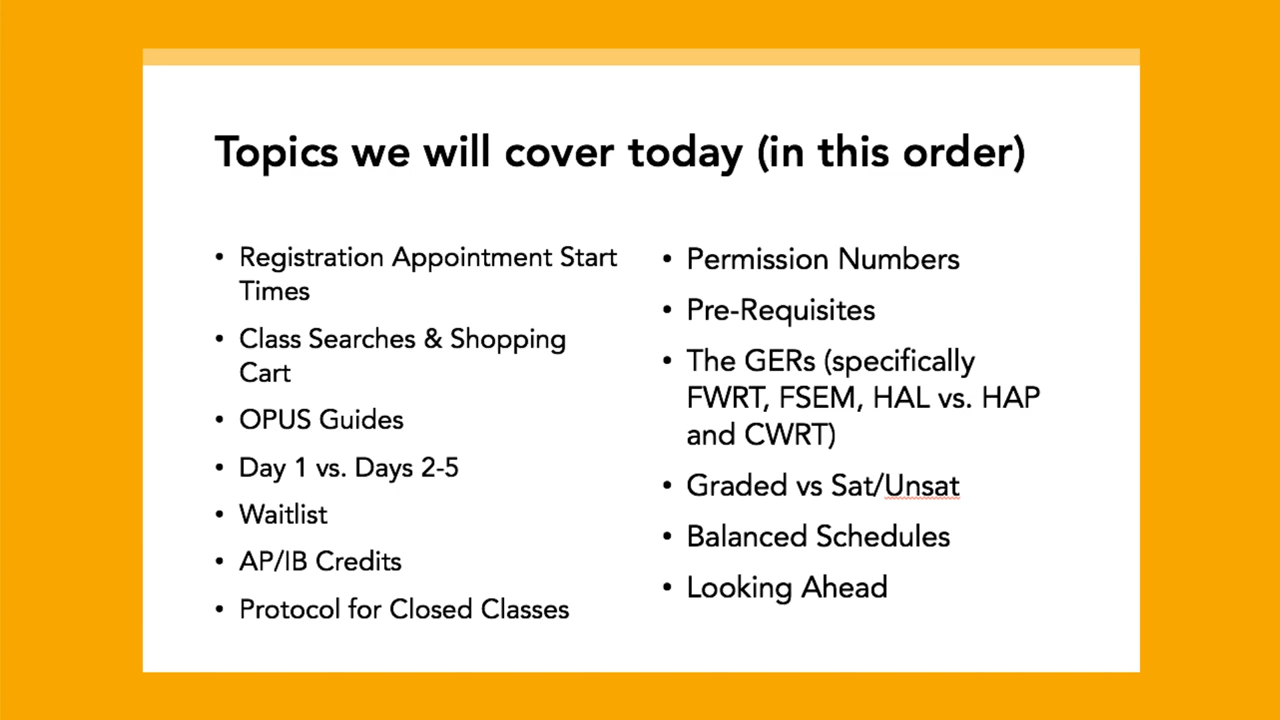 Topics we will cover today (in this order)
• Registration Appointment Start
Times
• Class Searches & Shopping
Cart
• OPUS Guides
• Day 1 vs. Days 2-5
• Waitlist
• AP/IB Credits
• Protocol for Closed Classes
• Permission Numbers
• Pre-Requisites
• The GERs (specifically
FWRT, FSEM, HAL vs. HAP
and CWRT)
• Graded vs Sat/Unsat
• Balanced Schedules
• Looking Ahead